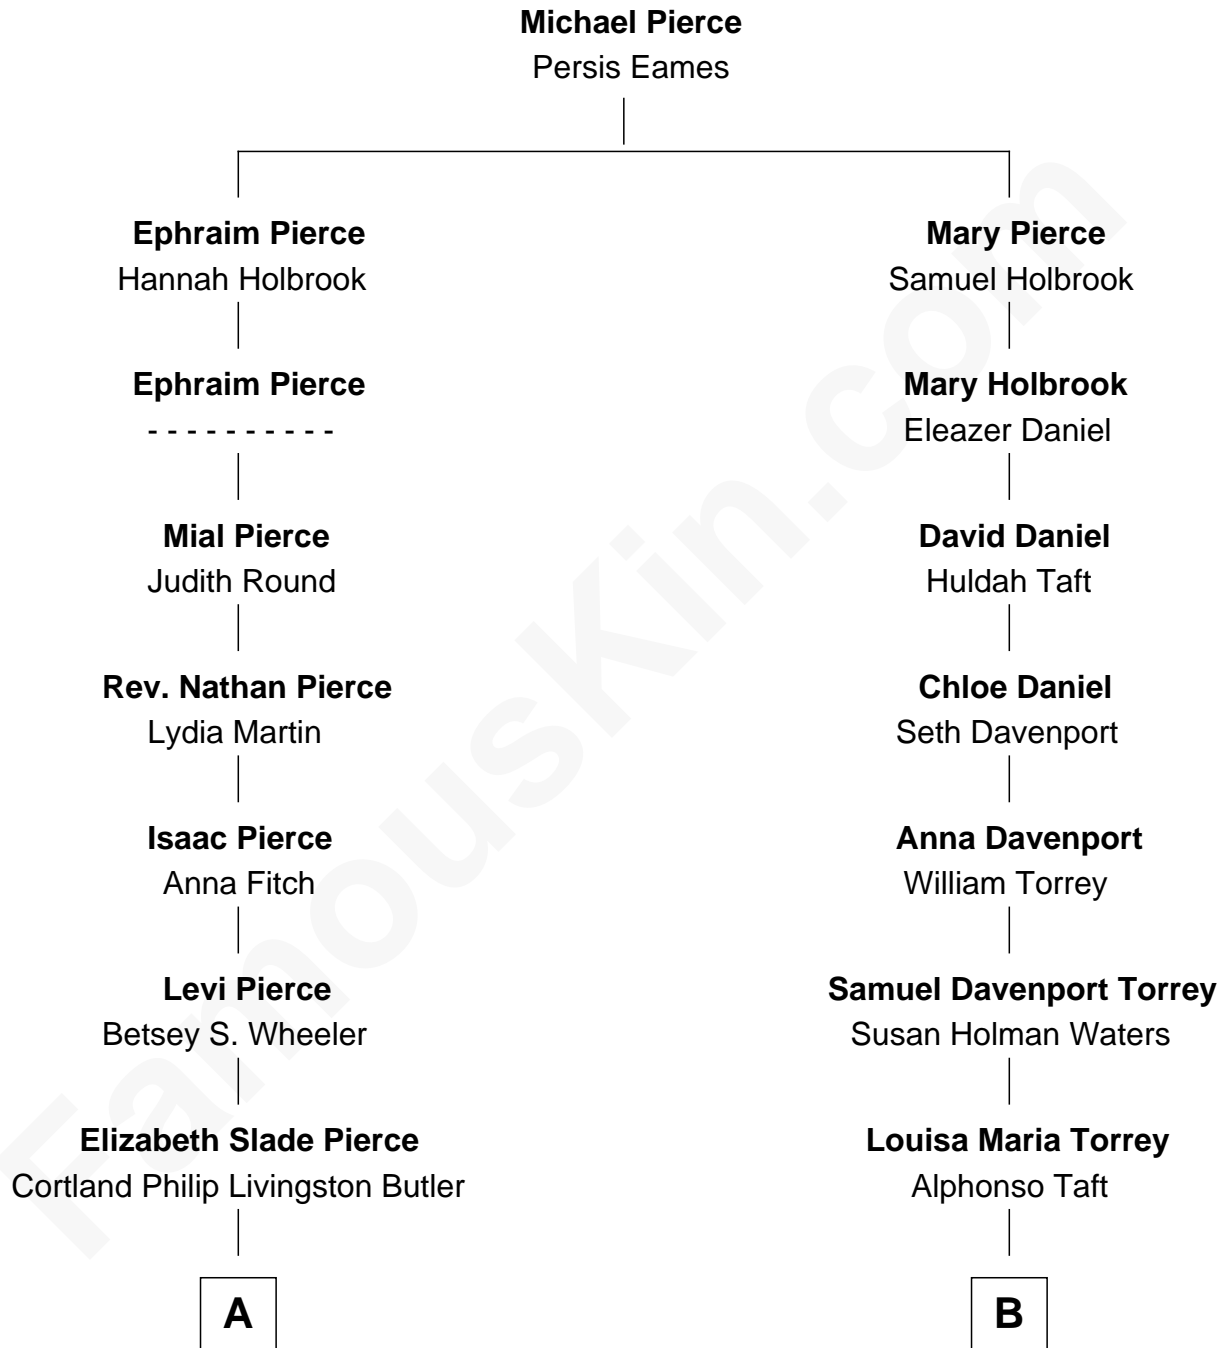 Michael Pierce
Persis Eames
Ephraim Pierce
Hannah Holbrook
Mary Pierce
Samuel Holbrook
Ephraim Pierce
- - - - - - - - - -
Mary Holbrook
Eleazer Daniel
Mial Pierce
Judith Round
David Daniel
Huldah Taft
Rev. Nathan Pierce
Lydia Martin
Chloe Daniel
Seth Davenport
Isaac Pierce
Anna Fitch
Anna Davenport
William Torrey
Levi Pierce
Betsey S. Wheeler
Samuel Davenport Torrey
Susan Holman Waters
Elizabeth Slade Pierce
Cortland Philip Livingston Butler
Louisa Maria Torrey
Alphonso Taft
A
B
FamousKin.com